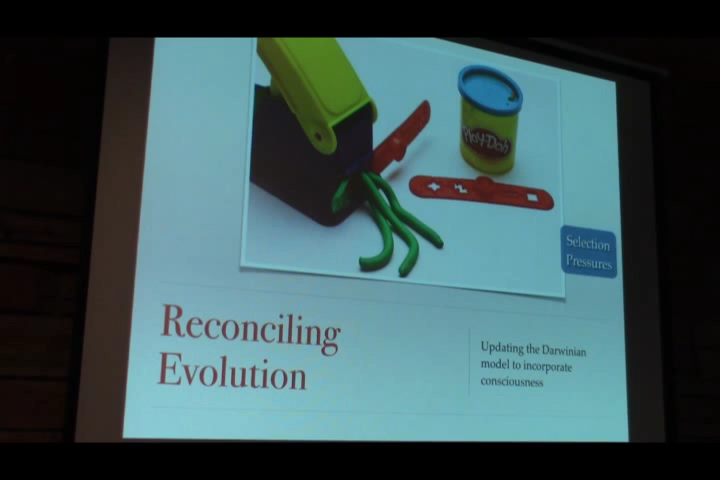 Play-Doh
Selection
Pressures
Reconciling
Evolution
Updating the Darwinian
model to incorporate
consciousness